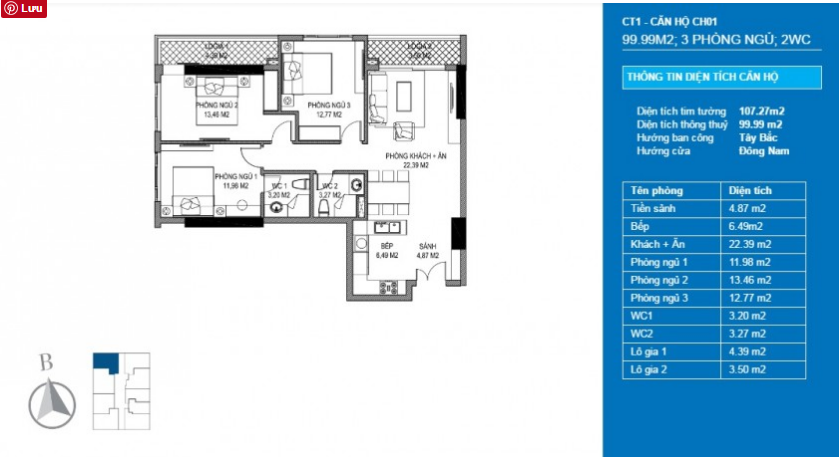 Lưu
LÔGIA 1
LÔGIA 2
PHÒNG NGỦ 2
13,46 M2
PHÒNG NGỦ 3
12,77 M2
PHÒNG KHÁCH + ĂN
22,39 M2
PHÒNG NGỦ 1
WC 1
3,20 M2
WC 2
3,27 M2
BẾP
6,49 M2
SẢNH
4,87 M2
B
CT1 - CĂN HỘ CH01
99.99M2; 3 PHÒNG NGỦ; 2WC
THÔNG TIN DIỆN TÍCH CĂN HỘ
Diện tích tim tường 107.27m2
Diện tích thông thuỷ 99.99 m2
Hướng ban công Tây Bắc
Hướng cửa Đông Nam
Tên phòng Diện tích
Tiền sảnh 4.87 m2
Bếp 6.49m2
Khách + Ăn 22.39 m2
Phòng ngủ 1 11.98 m2
Phòng ngủ 2 13.46 m2
Phòng ngủ 3 12.77 m2
WC1 3.20 m2
WC2 3.27 m2
Lô gia 1 4.39 m2
Lô gia 2 3.50 m2